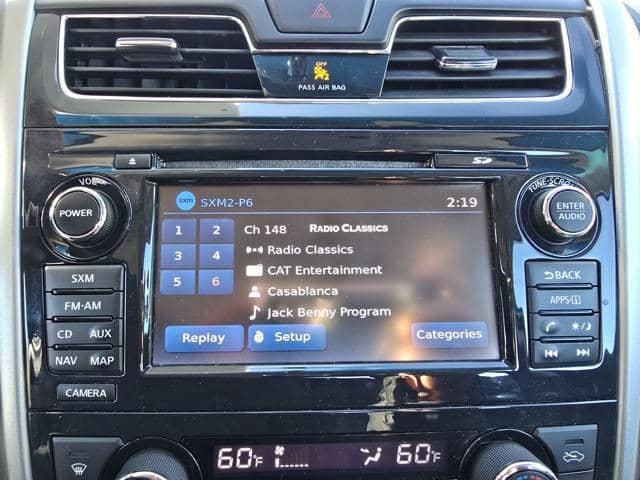 OFF
PASS AIR BAG
VOL
TUNE·SCROLL
POWER
ENTER
AUDIO
SXM
FM·AM
CD AUX
NAV MAP
CAMERA
BACK
APPS·i
sxm SXM2-P6 2:19
1 2 Ch 148 RADIO CLASSICS
Radio Classics
3 4 CAT Entertainment
5 6 Casablanca
Jack Benny Program
Replay Setup Categories
60°F 60°F